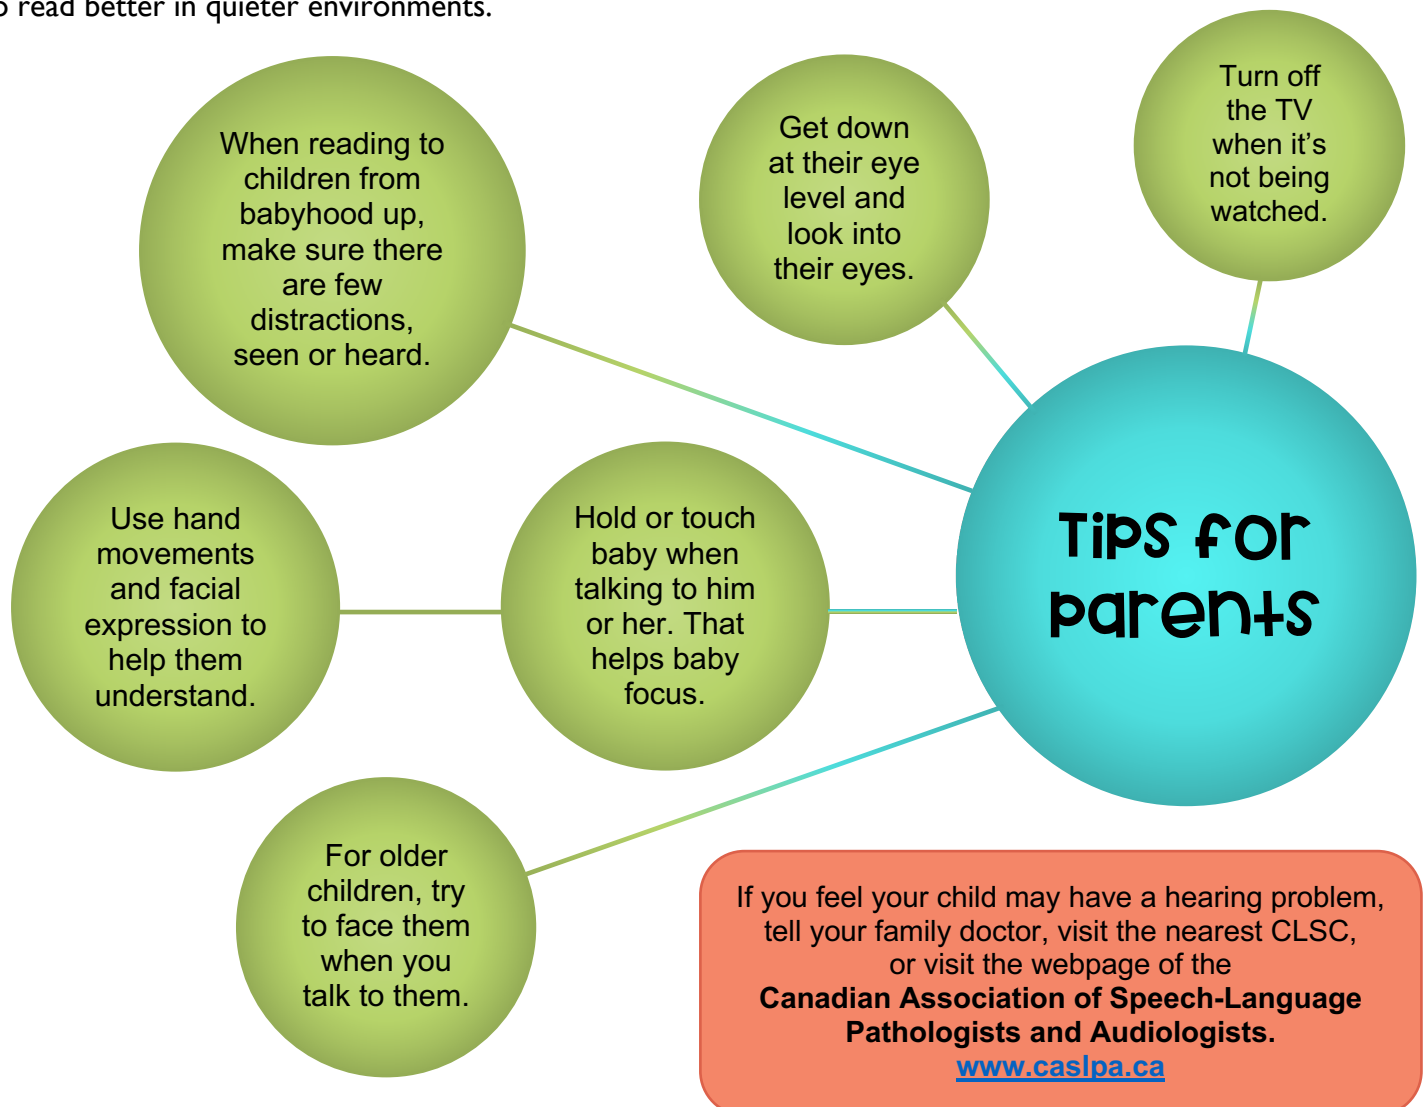 o read better in quieter environments.
When reading to
children from
babyhood up,
make sure there
are few
distractions,
seen or heard.
Get down
at their eye
level and
look into
their eyes.
Turn off
the TV
when it’s
not being
watched.
Use hand
movements
and facial
expression to
help them
understand.
Hold or touch
baby when
talking to him
or her. That
helps baby
focus.
Tips for
parents
For older
children, try
to face them
when you
talk to them.
If you feel your child may have a hearing problem,
tell your family doctor, visit the nearest CLSC,
or visit the webpage of the
Canadian Association of Speech-Language
Pathologists and Audiologists.
www.caslpa.ca